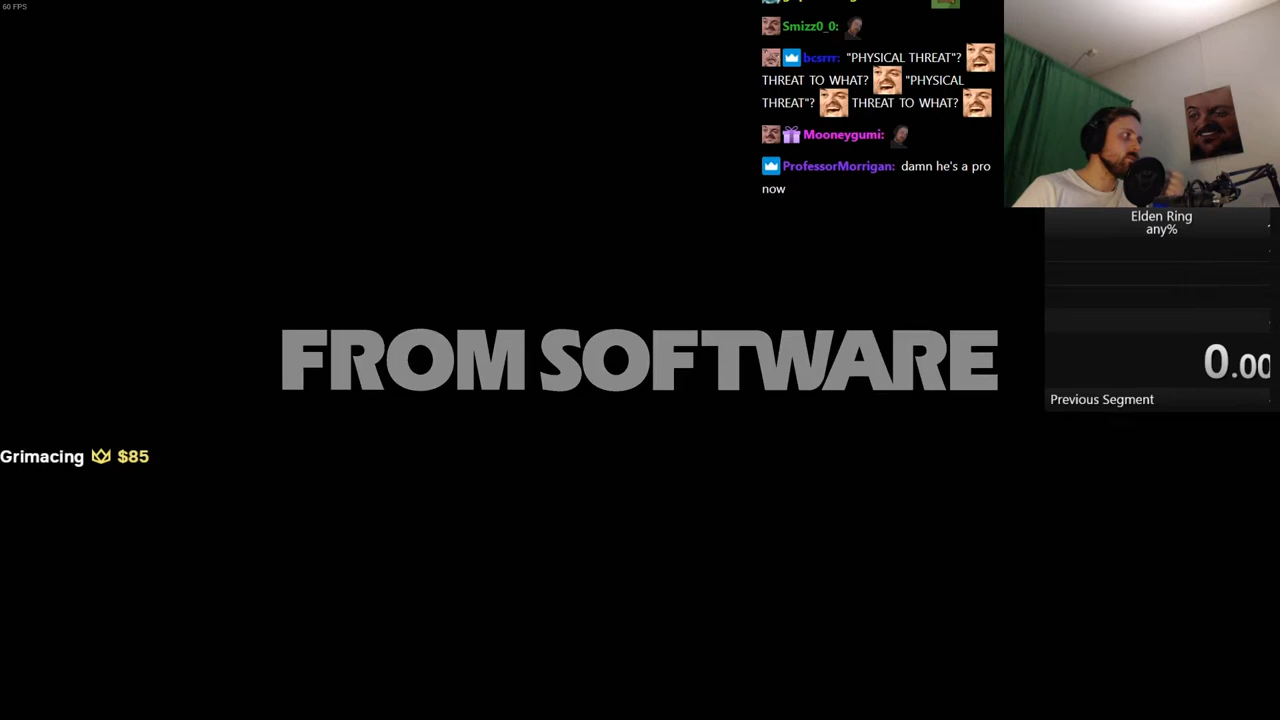 60 FPS
Smizz0_0:
bcsrrr: "PHYSICAL THREAT"?
THREAT TO WHAT? "PHYSICAL
THREAT"? THREAT TO WHAT?
Mooneygumi:
ProfessorMorrigan: damn he's a pro
now
Elden Ring
any%
FROM SOFTWARE
0.00
Previous Segment
Grimacing $85